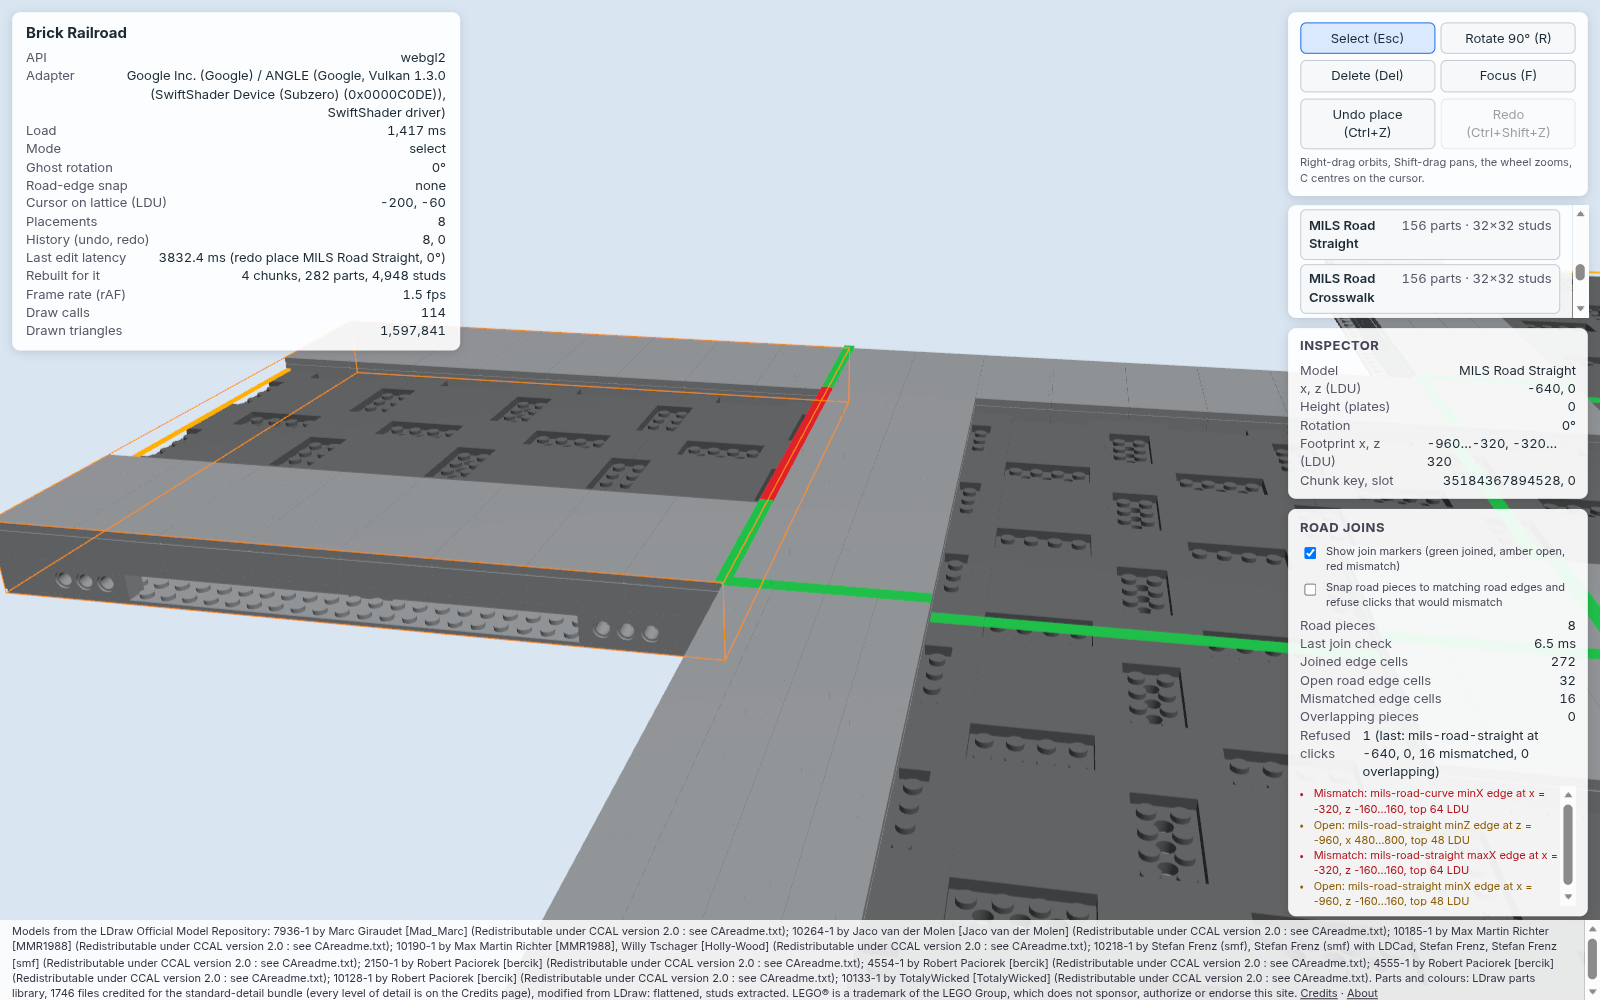 Brick Railroad
API webgl2
Adapter Google Inc. (Google) / ANGLE (Google, Vulkan 1.3.0
(SwiftShader Device (Subzero) (0x0000C0DE)),
SwiftShader driver)
Load 1,417 ms
Mode select
Ghost rotation 0°
Road-edge snap none
Cursor on lattice (LDU) -200, -60
Placements 8
History (undo, redo) 8, 0
Last edit latency 3832.4 ms (redo place MILS Road Straight, 0°)
Rebuilt for it 4 chunks, 282 parts, 4,948 studs
Frame rate (rAF) 1.5 fps
Draw calls 114
Drawn triangles 1,597,841
Select (Esc) Rotate 90° (R)
Delete (Del) Focus (F)
Undo place Redo
(Ctrl+Z) (Ctrl+Shift+Z)
Right-drag orbits, Shift-drag pans, the wheel zooms,
C centres on the cursor.
MILS Road 156 parts · 32×32 studs
Straight
MILS Road 156 parts · 32×32 studs
Crosswalk
INSPECTOR
Model MILS Road Straight
x, z (LDU) -640, 0
Height (plates) 0
Rotation 0°
Footprint x, z -960…-320, -320…
(LDU) 320
Chunk key, slot 35184367894528, 0
ROAD JOINS
Show join markers (green joined, amber open,
red mismatch)
Snap road pieces to matching road edges and
refuse clicks that would mismatch
Road pieces 8
Last join check 6.5 ms
Joined edge cells 272
Open road edge cells 32
Mismatched edge cells 16
Overlapping pieces 0
Refused 1 (last: mils-road-straight at
clicks -640, 0, 16 mismatched, 0
overlapping)
• Mismatch: mils-road-curve minX edge at x =
-320, z -160…160, top 64 LDU
• Open: mils-road-straight minZ edge at z =
-960, x 480…800, top 48 LDU
• Mismatch: mils-road-straight maxX edge at x =
-320, z -160…160, top 64 LDU
• Open: mils-road-straight minX edge at x =
-960, z -160…160, top 48 LDU
Models from the LDraw Official Model Repository: 7936-1 by Marc Giraudet [Mad_Marc] (Redistributable under CCAL version 2.0 : see CAreadme.txt); 10264-1 by Jaco van der Molen [Jaco van der Molen] (Redistributable under CCAL version 2.0 : see CAreadme.txt); 10185-1 by Max Martin Richter
[MMR1988] (Redistributable under CCAL version 2.0 : see CAreadme.txt); 10190-1 by Max Martin Richter [MMR1988], Willy Tschager [Holly-Wood] (Redistributable under CCAL version 2.0 : see CAreadme.txt); 10218-1 by Stefan Frenz (smf), Stefan Frenz (smf) with LDCad, Stefan Frenz, Stefan Frenz
[smf] (Redistributable under CCAL version 2.0 : see CAreadme.txt); 2150-1 by Robert Paciorek [bercik] (Redistributable under CCAL version 2.0 : see CAreadme.txt); 4554-1 by Robert Paciorek [bercik] (Redistributable under CCAL version 2.0 : see CAreadme.txt); 4555-1 by Robert Paciorek [bercik]
(Redistributable under CCAL version 2.0 : see CAreadme.txt); 10128-1 by Robert Paciorek [bercik] (Redistributable under CCAL version 2.0 : see CAreadme.txt); 10133-1 by TotalyWicked [TotalyWicked] (Redistributable under CCAL version 2.0 : see CAreadme.txt). Parts and colours: LDraw parts
library, 1746 files credited for the standard-detail bundle (every level of detail is on the Credits page), modified from LDraw: flattened, studs extracted. LEGO® is a trademark of the LEGO Group, which does not sponsor, authorize or endorse this site. Credits · About